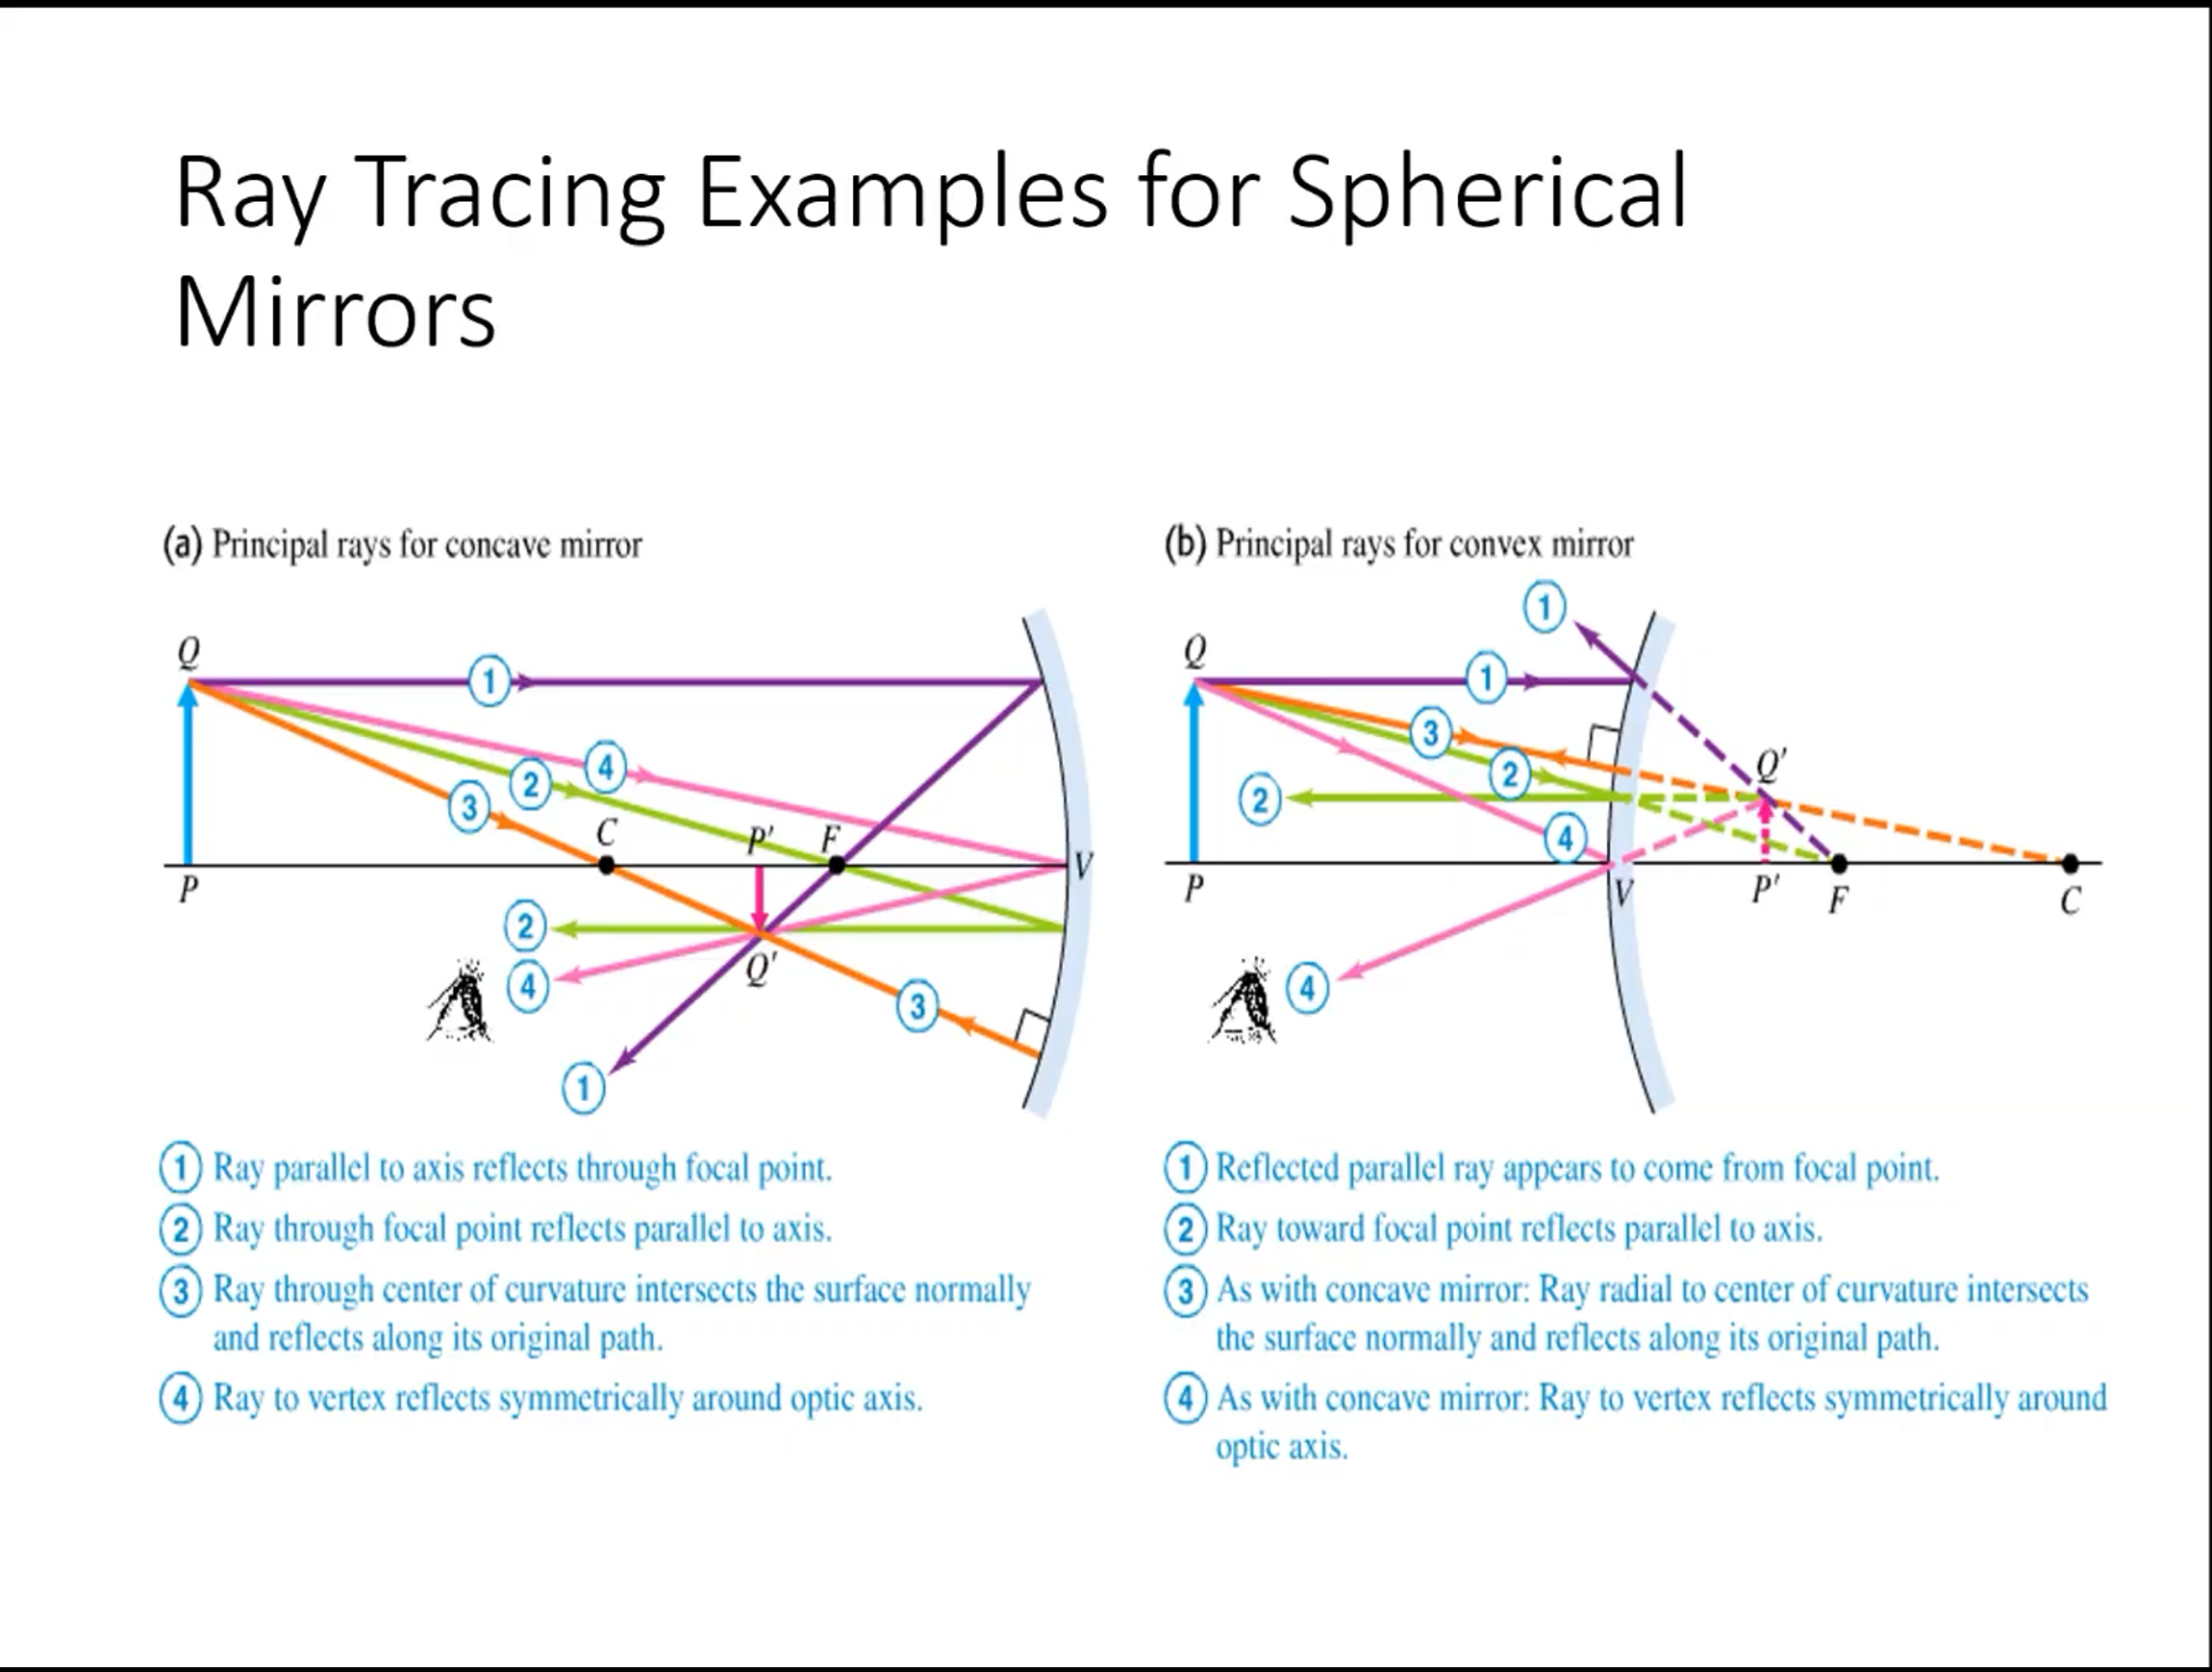 Ray Tracing Examples for Spherical
Mirrors
(a) Principal rays for concave mirror
Q
1
4
2
3
C
P'
F
V
P
2
4
Q'
3
1
1 Ray parallel to axis reflects through focal point.
2 Ray through focal point reflects parallel to axis.
3 Ray through center of curvature intersects the surface normally
and reflects along its original path.
4 Ray to vertex reflects symmetrically around optic axis.
(b) Principal rays for convex mirror
1
Q
1
3
2
Q'
2
4
P
V
P'
F
C
4
1 Reflected parallel ray appears to come from focal point.
2 Ray toward focal point reflects parallel to axis.
3 As with concave mirror: Ray radial to center of curvature intersects
the surface normally and reflects along its original path.
4 As with concave mirror: Ray to vertex reflects symmetrically around
optic axis.